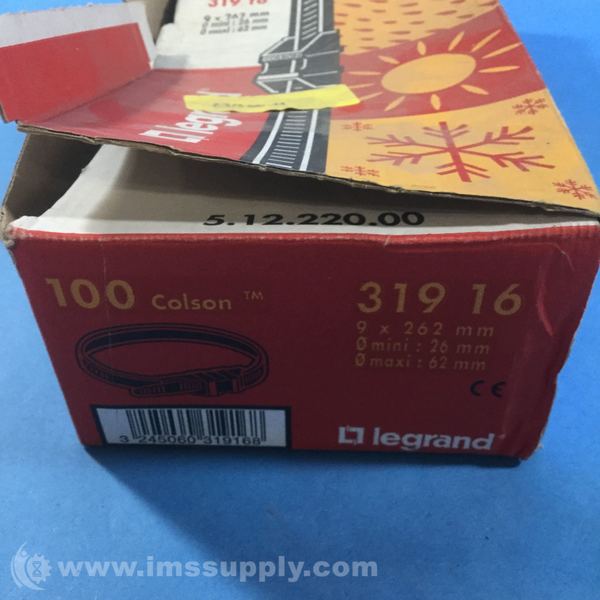 319 16
9 x 262 mm
Ø mini : 26 mm
Ø maxi : 62 mm
legrand
5.12.220.00
100 Colson ™
319 16
9 x 262 mm
Ø mini : 26 mm
Ø maxi : 62 mm
CE
3 245060 319168
legrand
www.imssupply.com